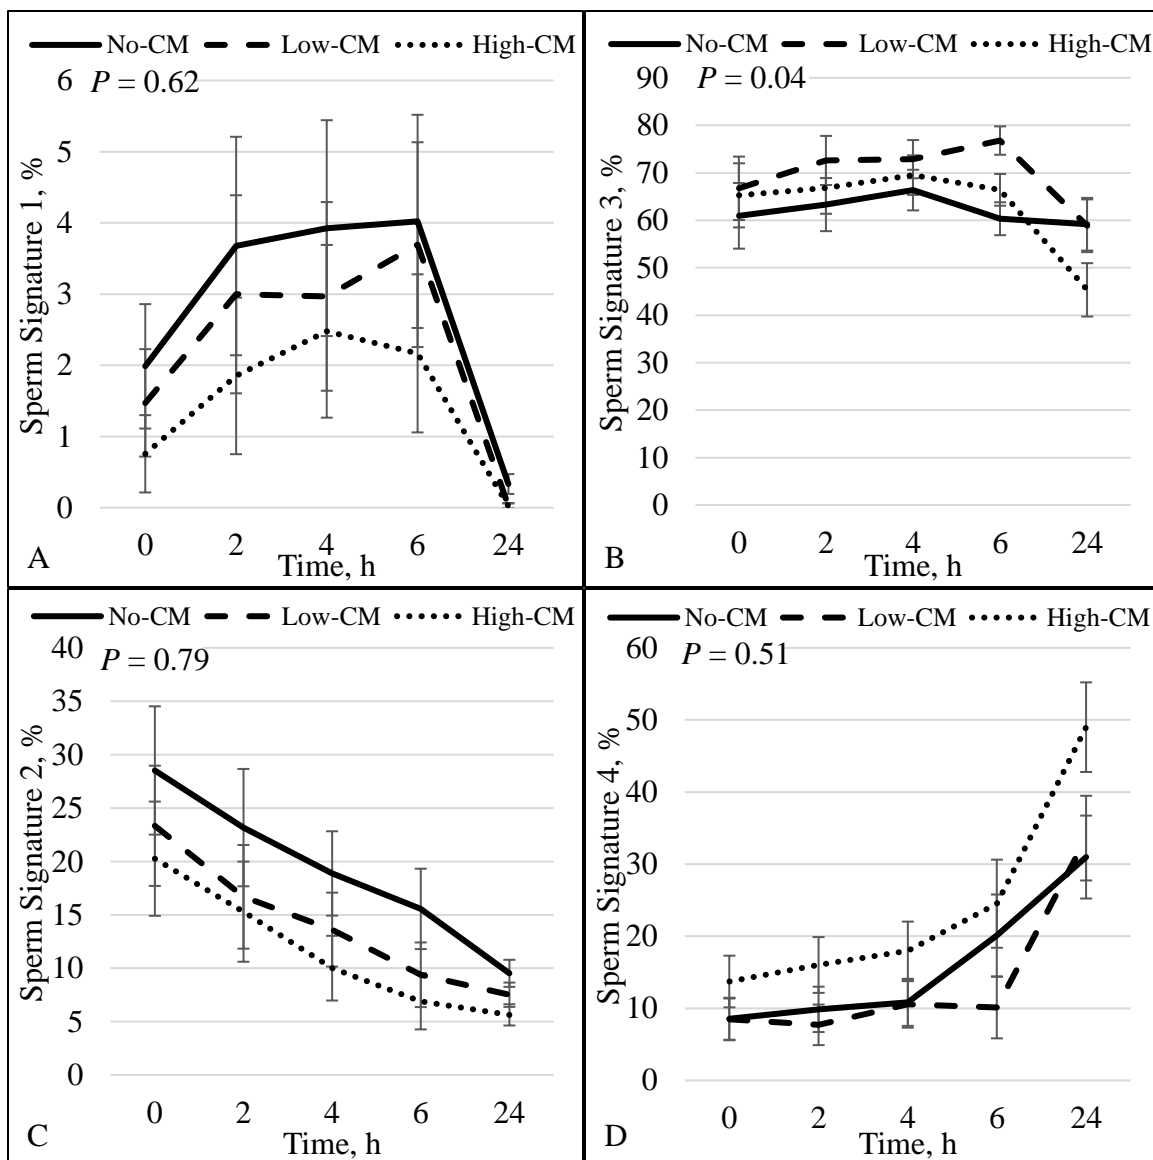 No-CM Low-CM High-CM
P = 0.62
Sperm Signature 1, %
6
5
4
3
2
1
0
0 2 4 6 24
Time, h
A
No-CM Low-CM High-CM
P = 0.04
Sperm Signature 3, %
90
80
70
60
50
40
30
20
10
0
0 2 4 6 24
Time, h
B
No-CM Low-CM High-CM
P = 0.79
Sperm Signature 2, %
40
35
30
25
20
15
10
5
0
0 2 4 6 24
Time, h
C
No-CM Low-CM High-CM
P = 0.51
Sperm Signature 4, %
60
50
40
30
20
10
0
0 2 4 6 24
Time, h
D